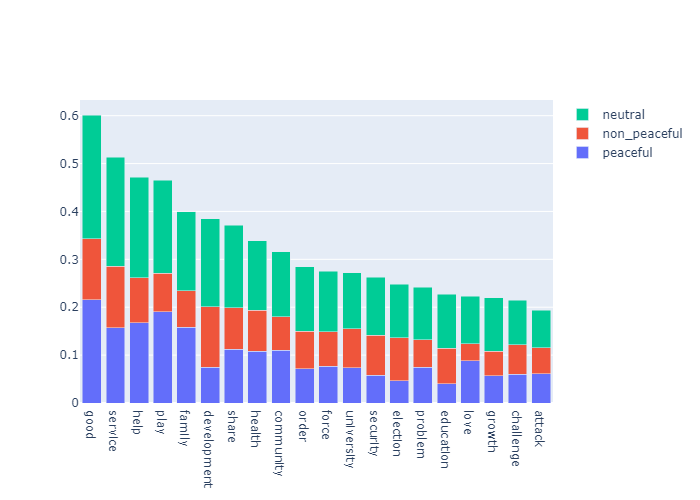 0.6
0.5
0.4
0.3
0.2
0.1
0
good
service
help
play
family
development
share
health
community
order
force
university
security
election
problem
education
love
growth
challenge
attack
neutral
non_peaceful
peaceful